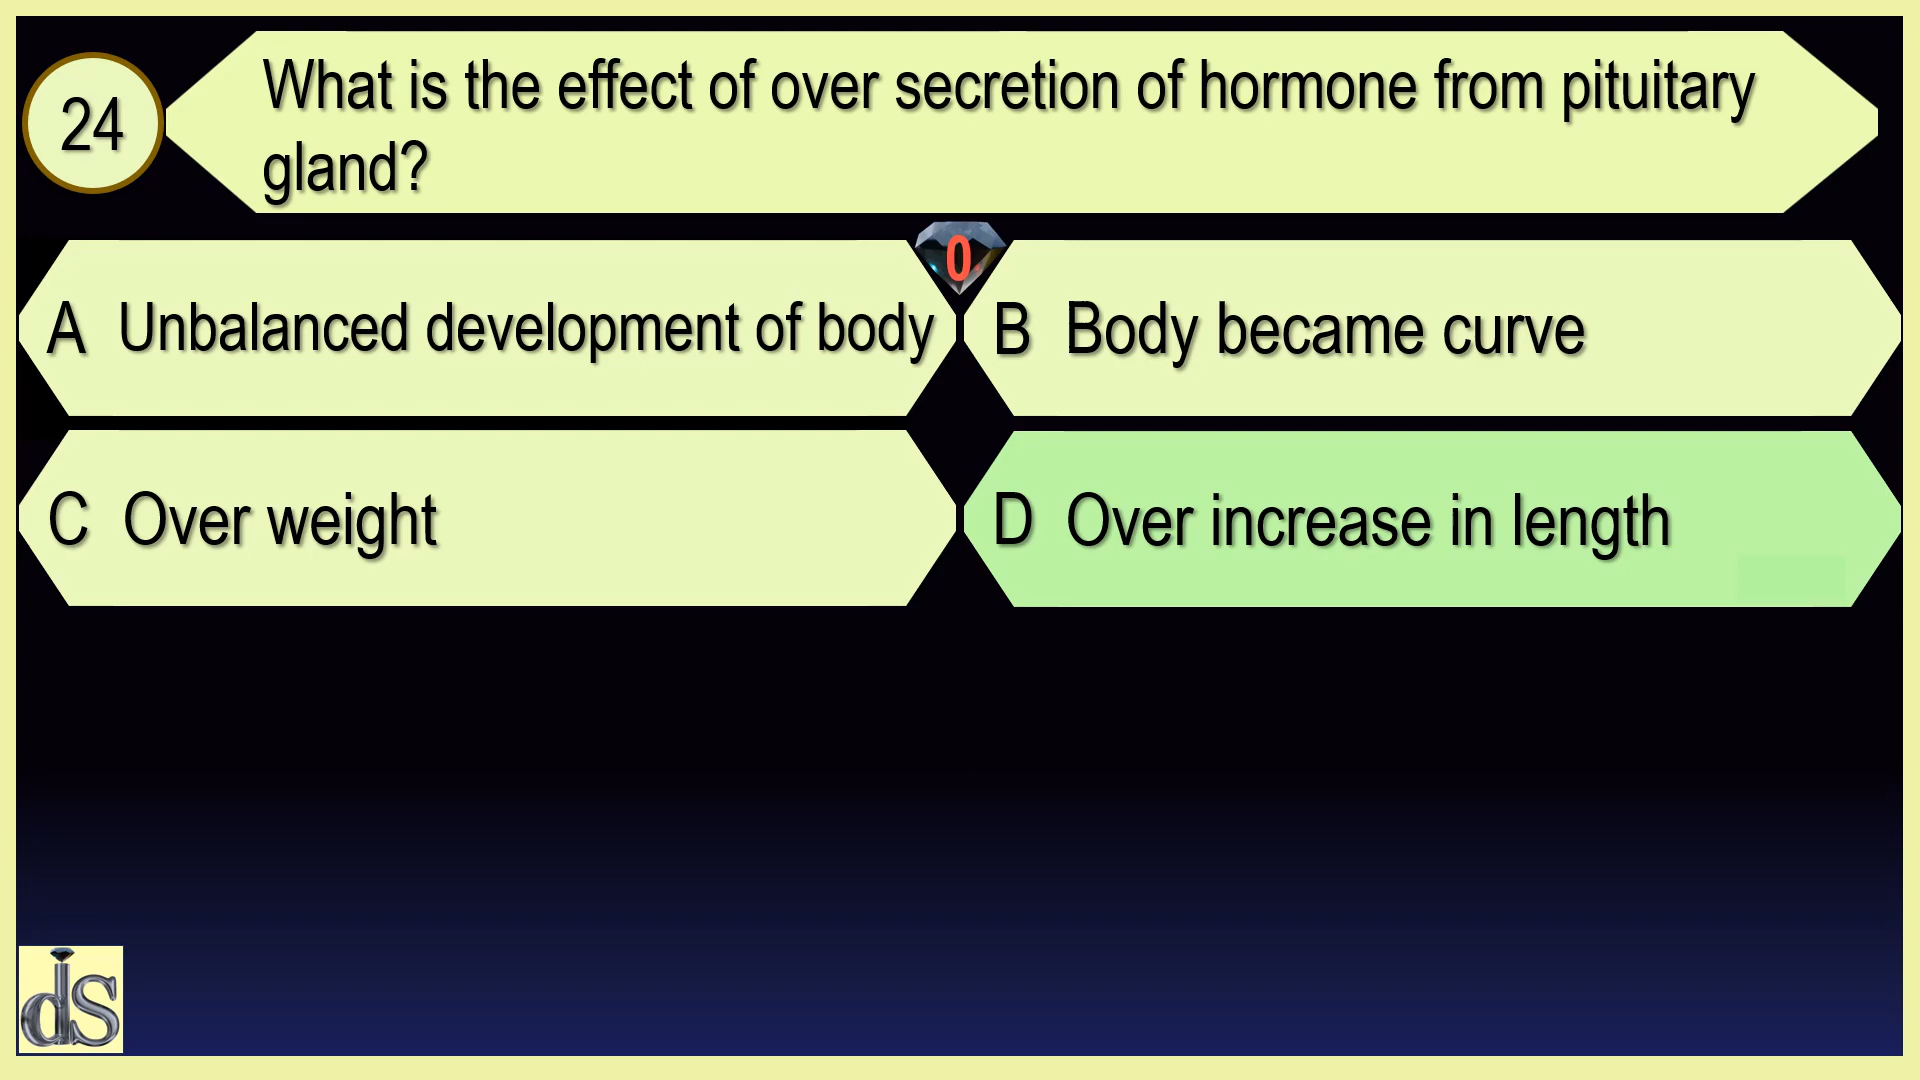 24
What is the effect of over secretion of hormone from pituitary
gland?
0
A Unbalanced development of body
B Body became curve
C Over weight
D Over increase in length
ds